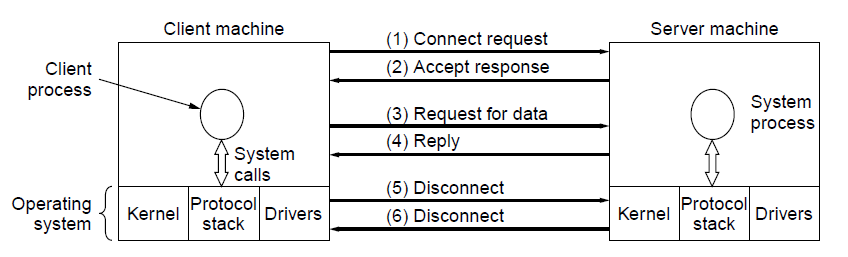 Client machine
Server machine
(1) Connect request
(2) Accept response
Client
process
(3) Request for data
System
process
(4) Reply
System
calls
(5) Disconnect
Operating
system
Kernel
Protocol
stack
Drivers
(6) Disconnect
Kernel
Protocol
stack
Drivers